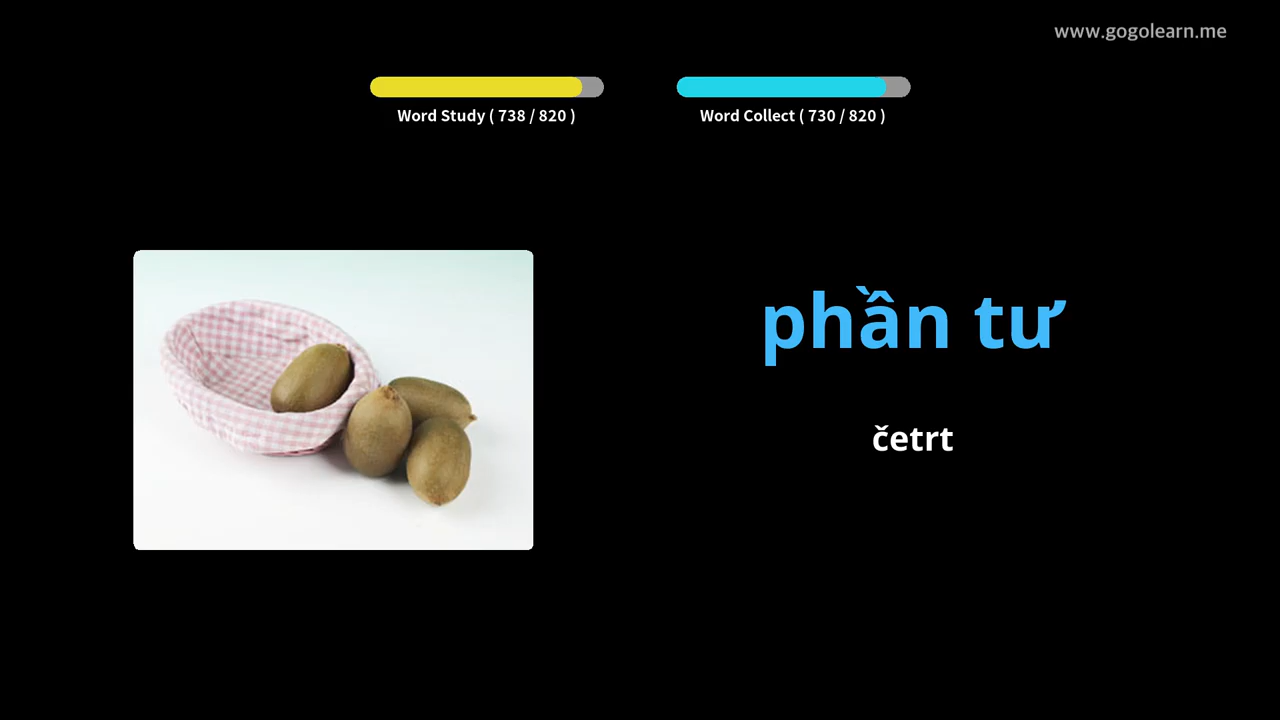 www.gogolearn.me
Word Study ( 738 / 820 )
Word Collect ( 730 / 820 )
phần tư
četrt